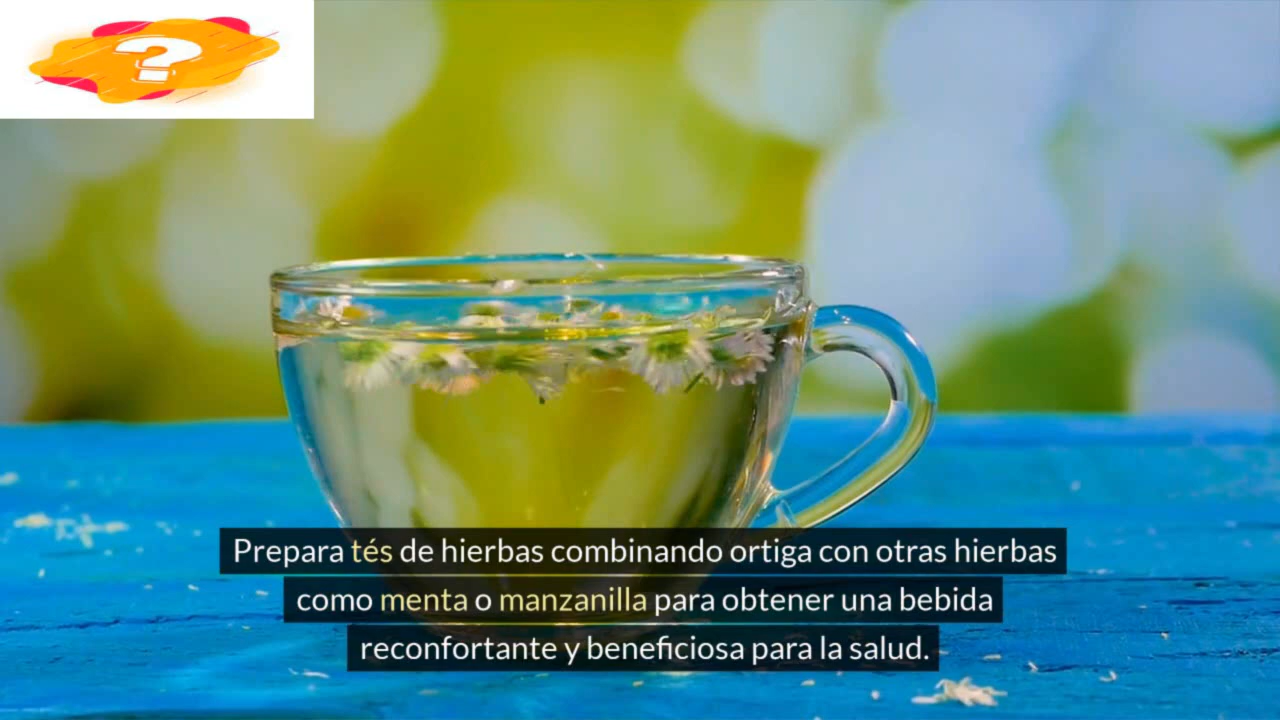 ?
Prepara tés de hierbas combinando ortiga con otras hierbas
como menta o manzanilla para obtener una bebida
reconfortante y beneficiosa para la salud.